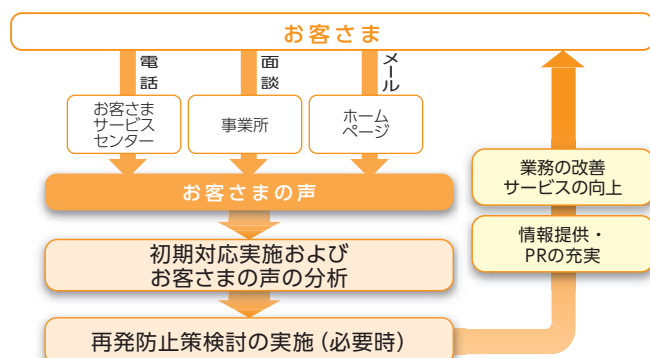 お客さま
電話
面談
メール
お客さま
サービス
センター
事業所
ホーム
ページ
お客さまの声
業務の改善
サービスの向上
情報提供・
PRの充実
初期対応実施および
お客さまの声の分析
再発防止策検討の実施（必要時）